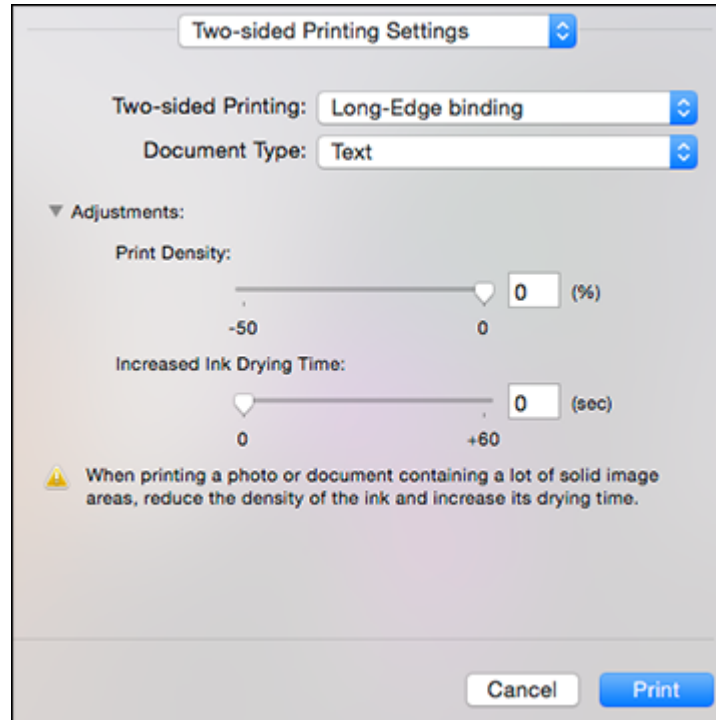 Two-sided Printing Settings
Two-sided Printing: Long-Edge binding
Document Type: Text
Adjustments:
Print Density:
0 (%)
-50 0
Increased Ink Drying Time:
0 (sec)
0 +60
When printing a photo or document containing a lot of solid image
areas, reduce the density of the ink and increase its drying time.
Cancel Print